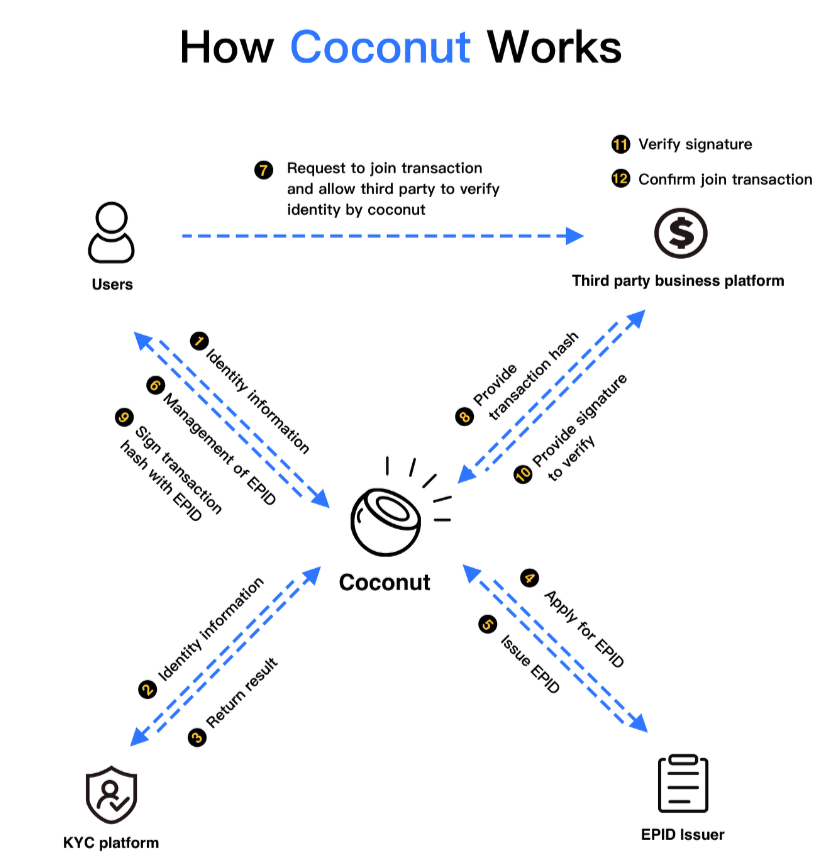 How Coconut Works
7 Request to join transaction
and allow third party to verify
identity by coconut
11 Verify signature
12 Confirm join transaction
Users
Third party business platform
1 Identity information
6 Management of EPID
9 Sign transaction
hash with EPID
8 Provide
transaction hash
10 Provide signature
to verify
Coconut
2 Identity information
3 Return result
4 Apply for EPID
5 Issue EPID
KYC platform
EPID Issuer